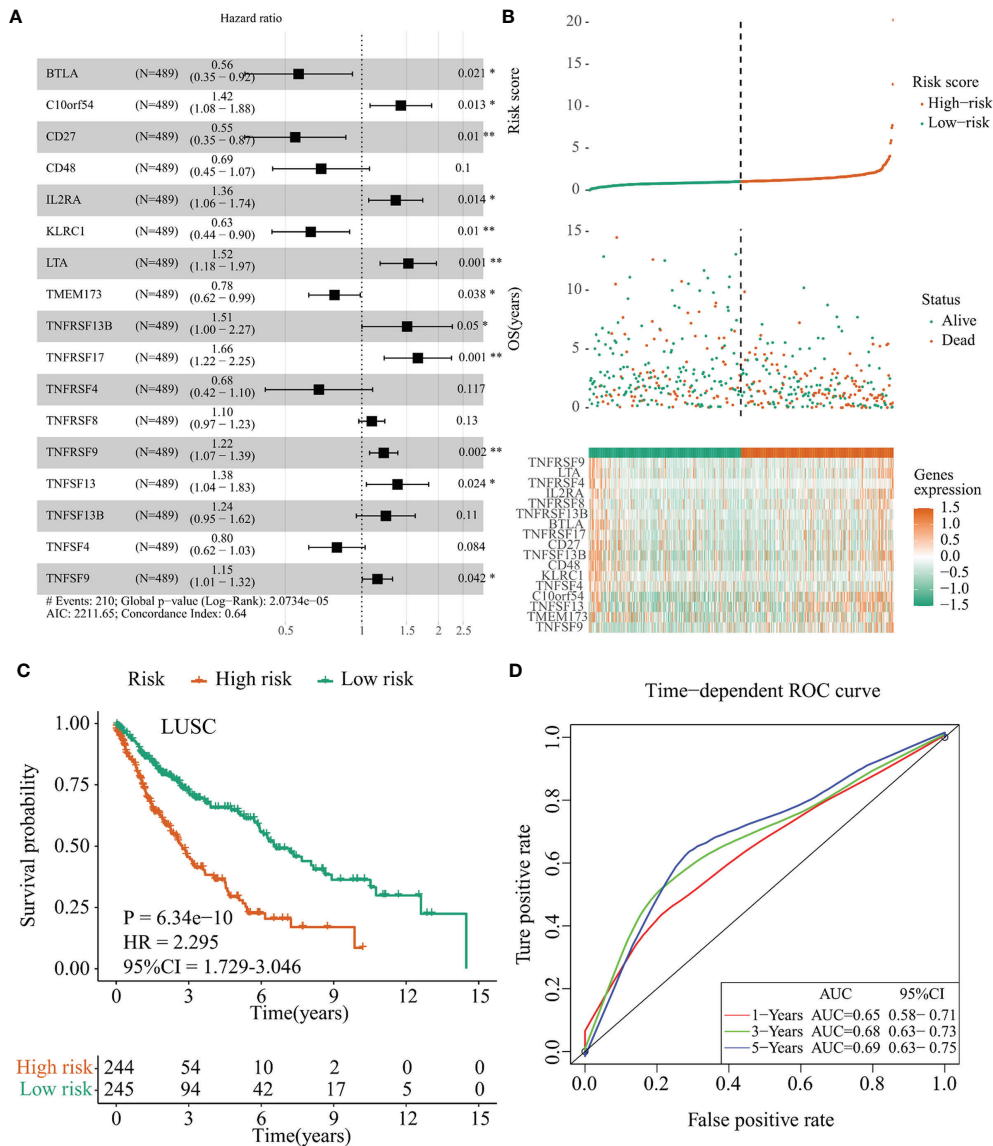 A
Hazard ratio
BTLA (N=489) 0.56 (0.35 − 0.92) 0.021 *
C10orf54 (N=489) 1.42 (1.08 − 1.88) 0.013 *
CD27 (N=489) 0.55 (0.35 − 0.87) 0.01 **
CD48 (N=489) 0.69 (0.45 − 1.07) 0.1
IL2RA (N=489) 1.36 (1.06 − 1.74) 0.014 *
KLRC1 (N=489) 0.63 (0.44 − 0.90) 0.01 **
LTA (N=489) 1.52 (1.18 − 1.97) 0.001 **
TMEM173 (N=489) 0.78 (0.62 − 0.99) 0.038 *
TNFRSF13B (N=489) 1.51 (1.00 − 2.27) 0.05 *
TNFRSF17 (N=489) 1.66 (1.22 − 2.25) 0.001 **
TNFRSF4 (N=489) 0.68 (0.42 − 1.10) 0.117
TNFRSF8 (N=489) 1.10 (0.97 − 1.23) 0.13
TNFRSF9 (N=489) 1.22 (1.07 − 1.39) 0.002 **
TNFSF13 (N=489) 1.38 (1.04 − 1.83) 0.024 *
TNFSF13B (N=489) 1.24 (0.95 − 1.62) 0.11
TNFSF4 (N=489) 0.80 (0.62 − 1.03) 0.084
TNFSF9 (N=489) 1.15 (1.01 − 1.32) 0.042 *
# Events: 210; Global p−value (Log−Rank): 2.0734e−05
AIC: 2211.65; Concordance Index: 0.64
0.5 1 1.5 2 2.5
B
Risk score
20
15
10
5
0
Risk score
High−risk
Low−risk
OS(years)
15
10
5
0
Status
Alive
Dead
TNFRSF9
LTA
TNFRSF4
IL2RA
TNFRSF8
TNFRSF13B
BTLA
TNFRSF17
CD27
TNFSF13B
CD48
KLRC1
TNFSF4
C10orf54
TNFSF13
TMEM173
TNFSF9
Genes
expression
1.5
1.0
0.5
0.0
−0.5
−1.0
−1.5
C
Risk High risk Low risk
LUSC
Survival probability
1.00
0.75
0.50
0.25
0.00
P = 6.34e−10
HR = 2.295
95%CI = 1.729-3.046
0 3 6 9 12 15
Time(years)
High risk 244 54 10 2 0 0
Low risk 245 94 42 17 5 0
0 3 6 9 12 15
Time(years)
D
Time−dependent ROC curve
Ture positive rate
1.0
0.8
0.6
0.4
0.2
0.0
AUC 95%CI
1−Years AUC=0.65 0.58− 0.71
3−Years AUC=0.68 0.63− 0.73
5−Years AUC=0.69 0.63− 0.75
0.0 0.2 0.4 0.6 0.8 1.0
False positive rate